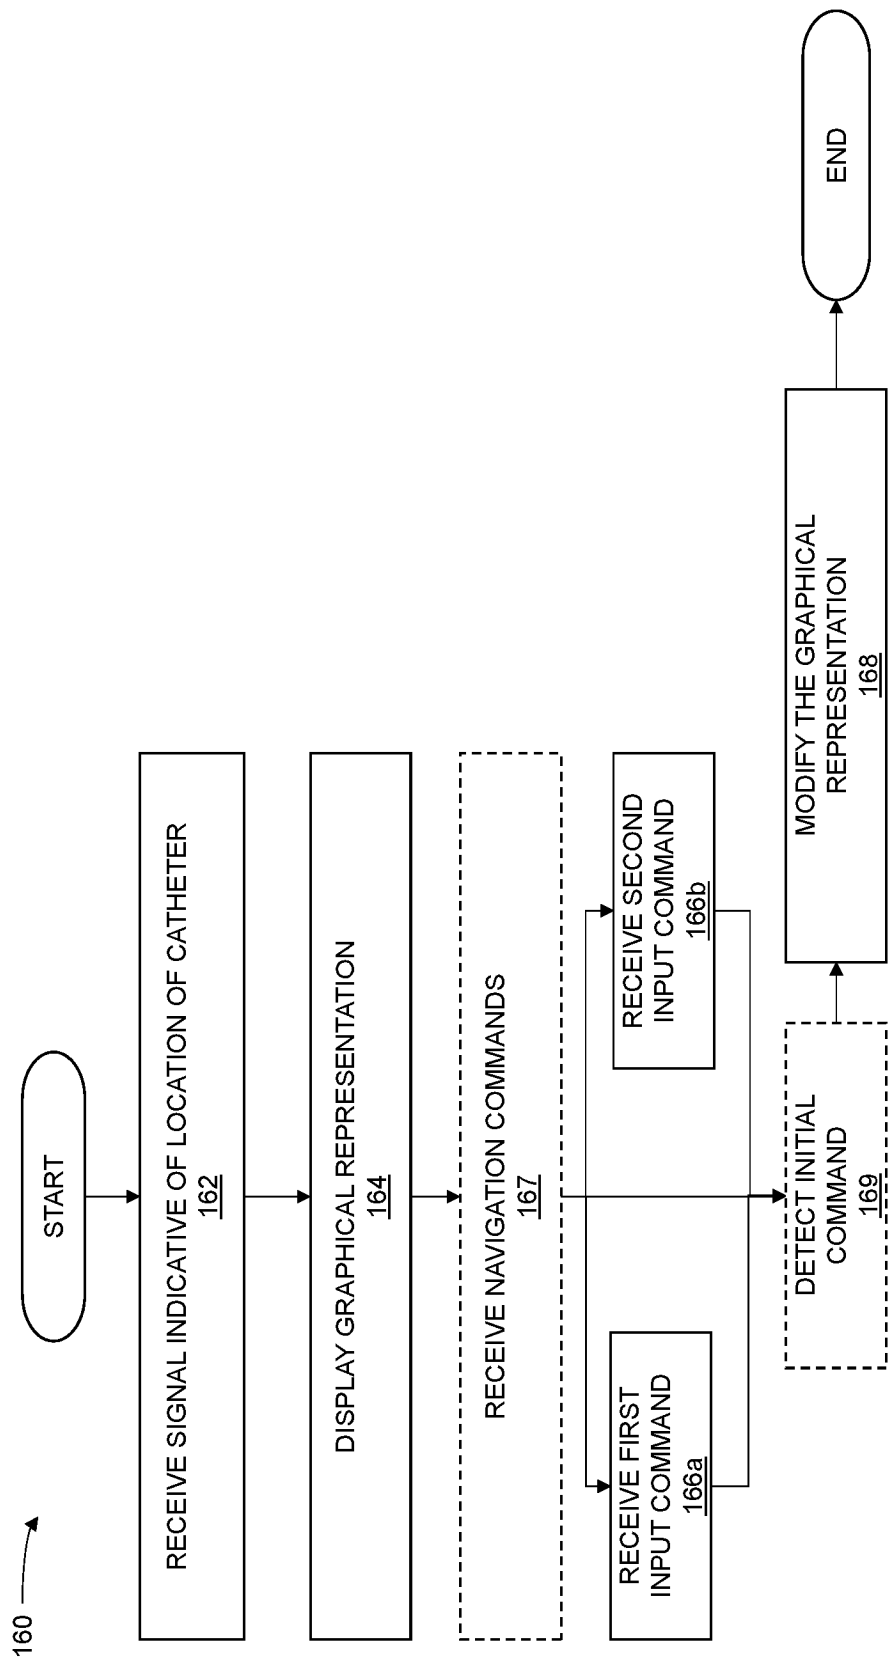 160
START
RECEIVE SIGNAL INDICATIVE OF LOCATION OF CATHETER
162
DISPLAY GRAPHICAL REPRESENTATION
164
RECEIVE NAVIGATION COMMANDS
167
RECEIVE FIRST
INPUT COMMAND
166a
RECEIVE SECOND
INPUT COMMAND
166b
DETECT INITIAL
COMMAND
169
MODIFY THE GRAPHICAL
REPRESENTATION
168
END